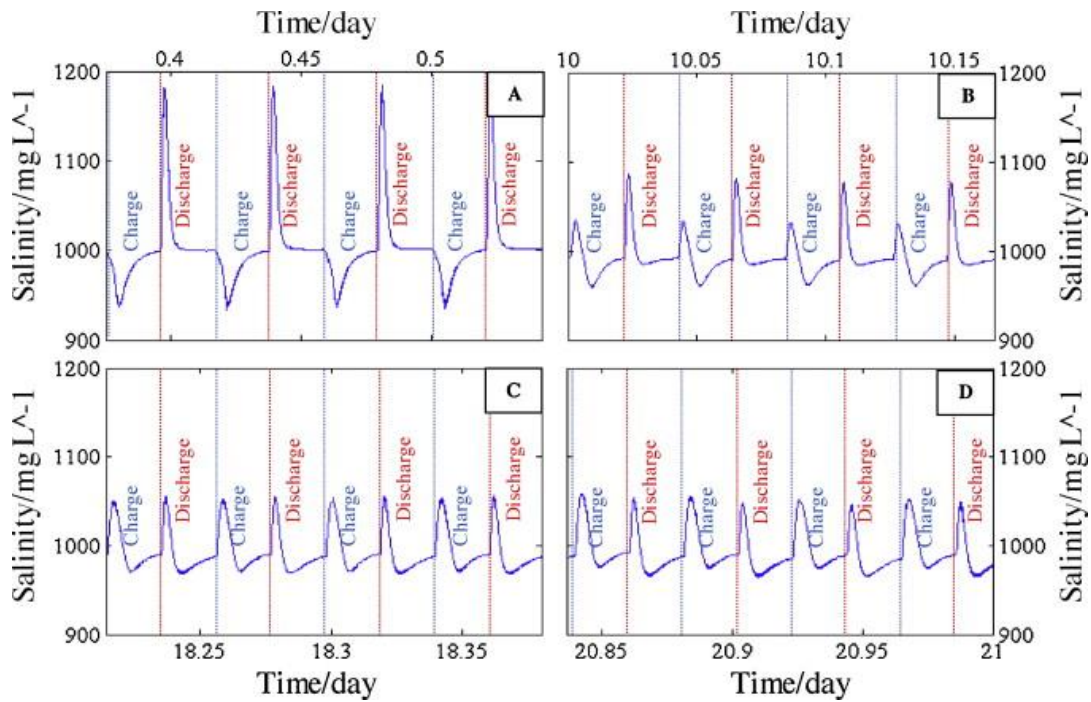 Time/day
Time/day
0.4 0.45 0.5
10 10.05 10.1 10.15
1200
1100
1000
900
Salinity/mg L^-1
A
Charge
Discharge
Charge
Discharge
Charge
Discharge
Charge
Discharge
B
Charge
Discharge
Charge
Discharge
Charge
Discharge
Charge
Discharge
1200
1100
1000
900
Salinity/mg L^-1
1200
1100
1000
900
Salinity/mg L^-1
C
Charge
Discharge
Charge
Discharge
Charge
Discharge
Charge
Discharge
D
Charge
Discharge
Charge
Discharge
Charge
Discharge
Charge
Discharge
1200
1100
1000
900
Salinity/mg L^-1
18.25 18.3 18.35
20.85 20.9 20.95 21
Time/day
Time/day